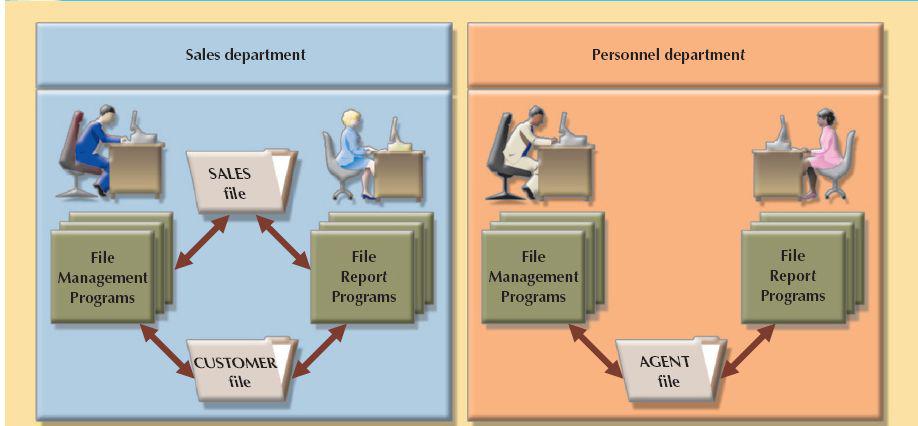 Sales department
Personnel department
SALES
file
File
Management
Programs
File
Report
Programs
CUSTOMER
file
File
Management
Programs
File
Report
Programs
AGENT
file